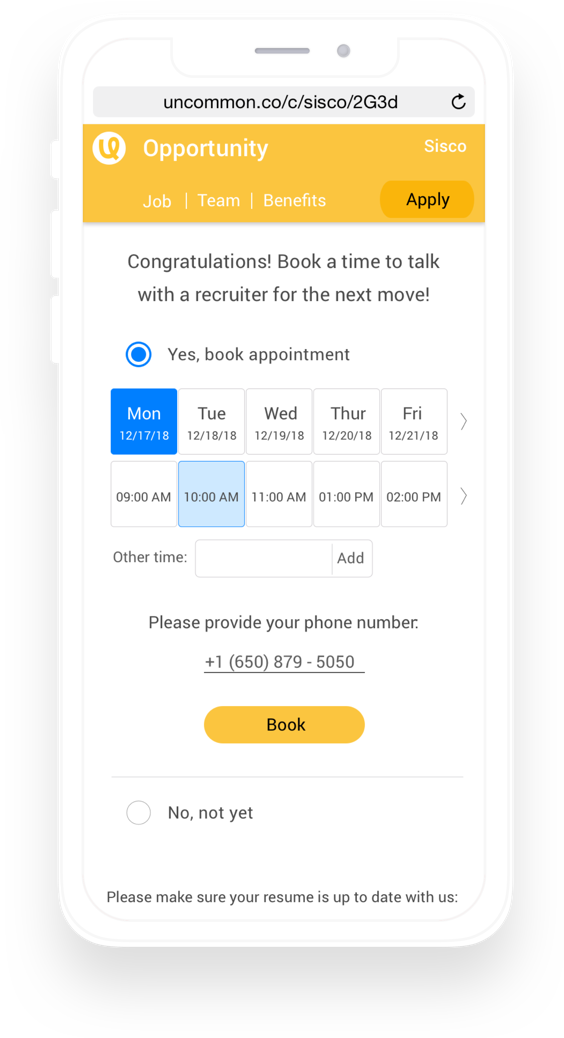 uncommon.co/c/sisco/2G3d
Opportunity
Sisco
Job | Team | Benefits
Apply
Congratulations! Book a time to talk
with a recruiter for the next move!
Yes, book appointment
Mon Tue Wed Thur Fri
12/17/18 12/18/18 12/19/18 12/20/18 12/21/18
09:00 AM 10:00 AM 11:00 AM 01:00 PM 02:00 PM
Other time: Add
Please provide your phone number:
+1 (650) 879 - 5050
Book
No, not yet
Please make sure your resume is up to date with us: